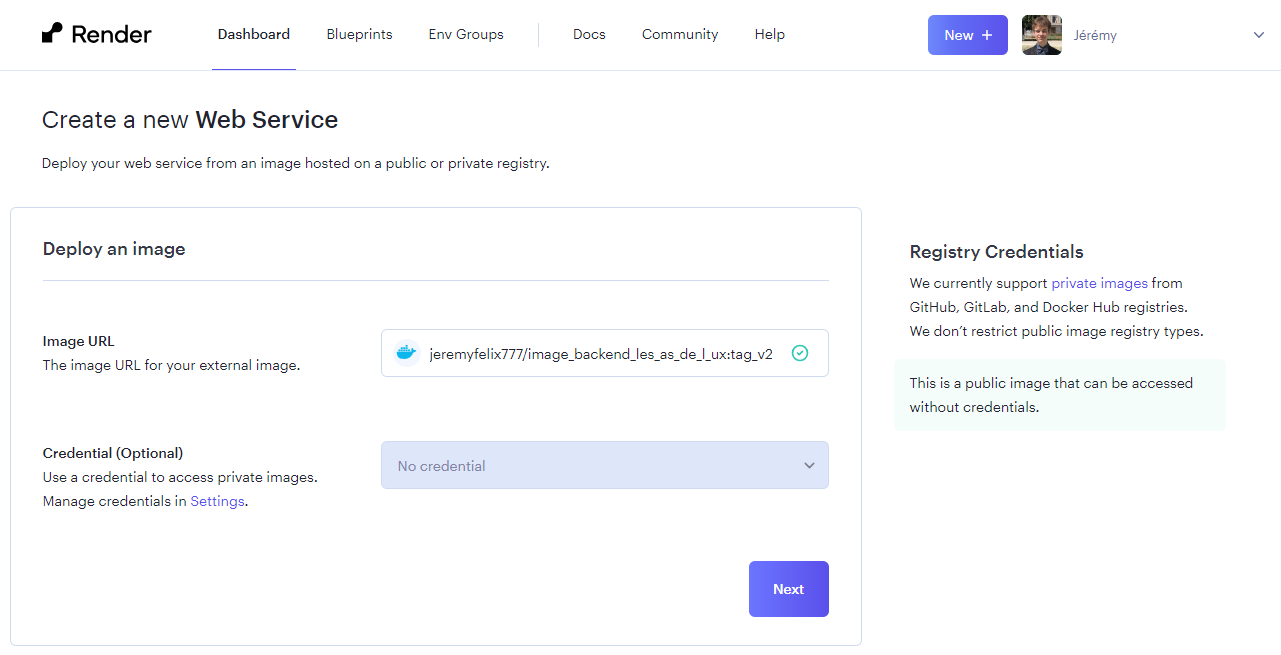 Render
Dashboard
Blueprints
Env Groups
Docs
Community
Help
New +
Jérémy
Create a new Web Service
Deploy your web service from an image hosted on a public or private registry.
Deploy an image
Image URL
The image URL for your external image.
jeremyfelix777/image_backend_les_as_de_l_ux:tag_v2
Credential (Optional)
Use a credential to access private images.
Manage credentials in Settings.
No credential
Next
Registry Credentials
We currently support private images from
GitHub, GitLab, and Docker Hub registries.
We don’t restrict public image registry types.
This is a public image that can be accessed
without credentials.